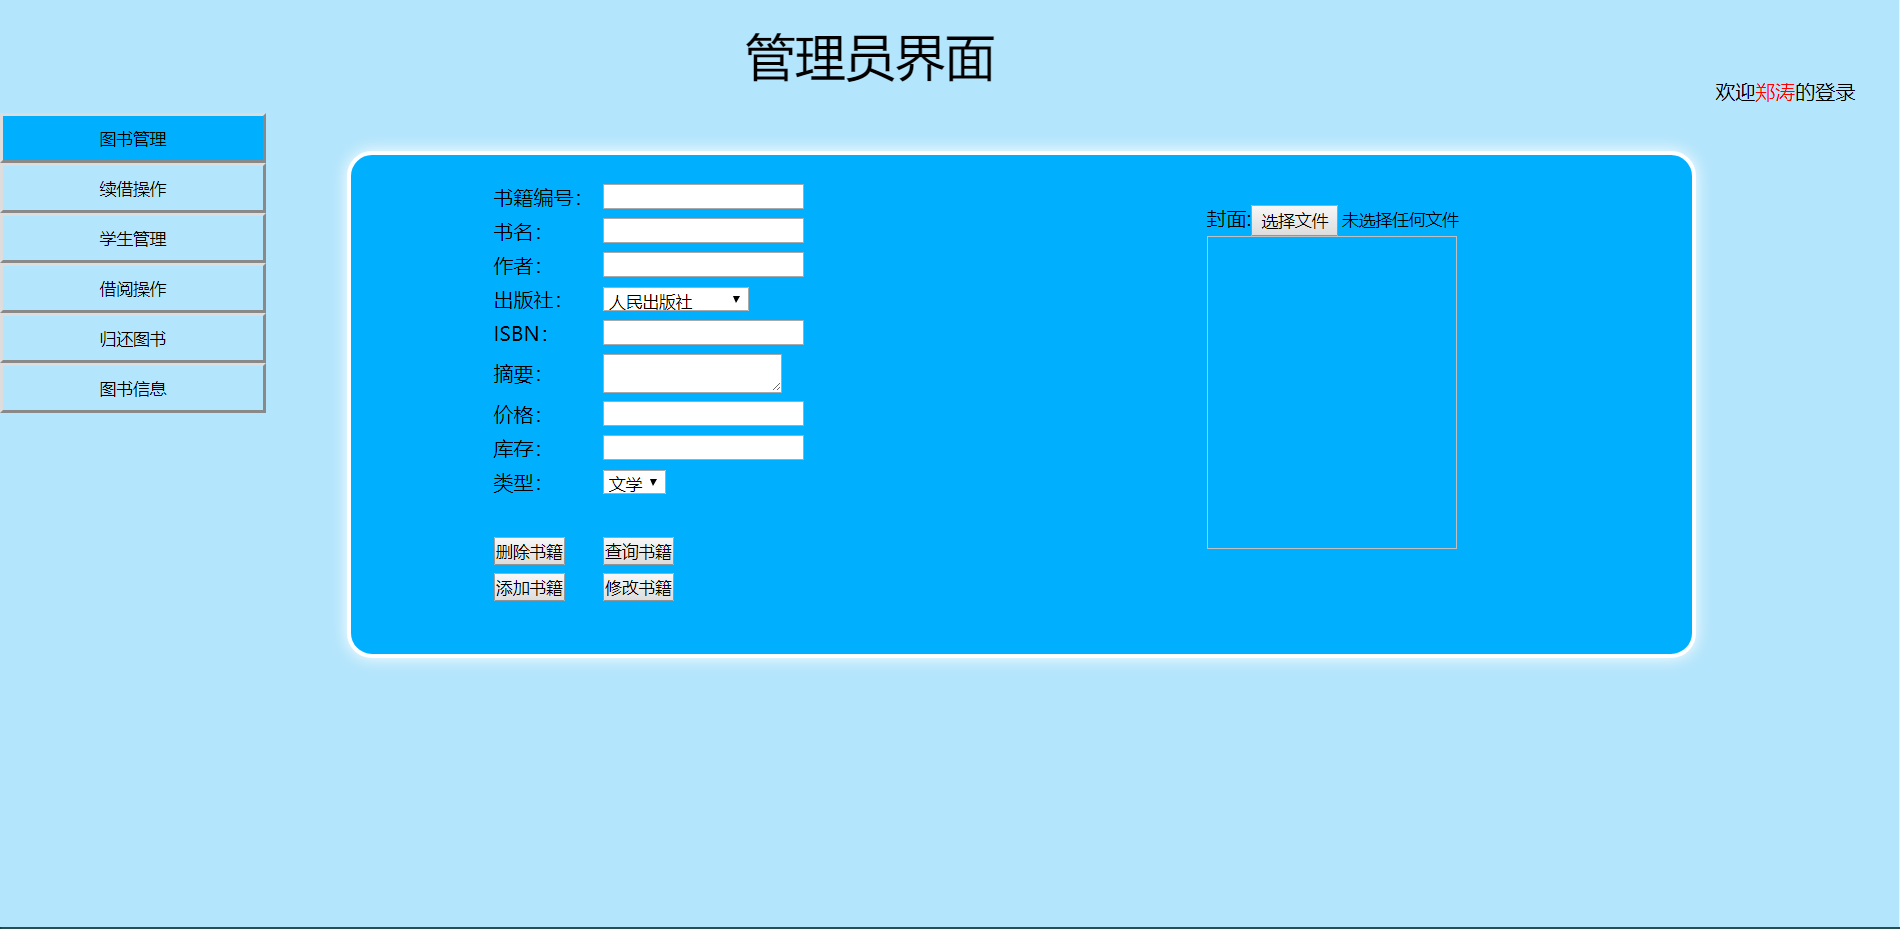 管理员界面
欢迎郑涛的登录
图书管理
续借操作
学生管理
借阅操作
归还图书
图书信息
书籍编号：
书名：
作者：
出版社： 人民出版社
ISBN：
摘要：
价格：
库存：
类型： 文学
删除书籍 查询书籍
添加书籍 修改书籍
封面:选择文件 未选择任何文件